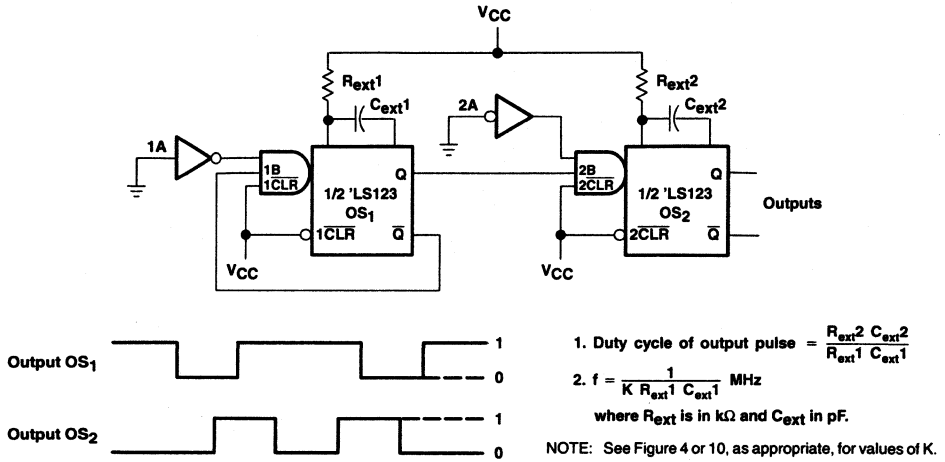 VCC
Rext1
Cext1
Rext2
Cext2
1A
2A
1B
1CLR
1/2 'LS123
OS1
Q
1CLR
Q
VCC
2B
2CLR
1/2 'LS123
OS2
Q
2CLR
Q
VCC
Outputs
Output OS1
1
0
Output OS2
1
0
1. Duty cycle of output pulse = Rext2 Cext2 / Rext1 Cext1
2. f = 1 / K Rext1 Cext1 MHz
where Rext is in kΩ and Cext in pF.
NOTE: See Figure 4 or 10, as appropriate, for values of K.